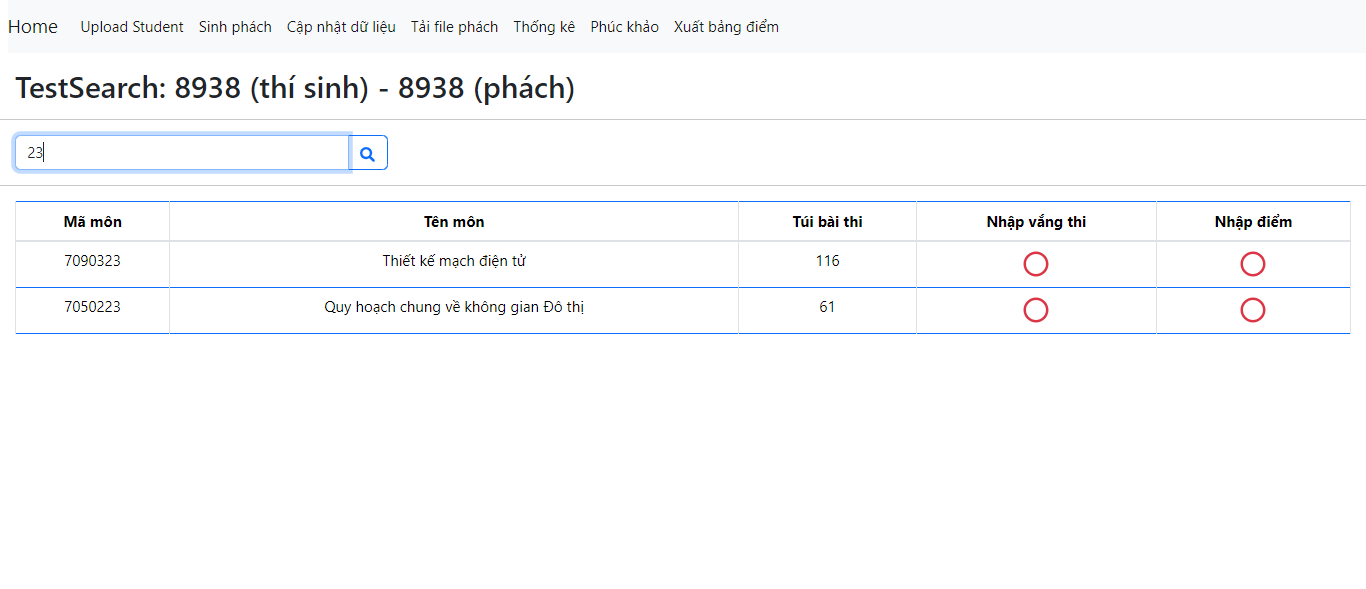 Home Upload Student Sinh phách Cập nhật dữ liệu Tải file phách Thống kê Phúc khảo Xuất bảng điểm
TestSearch: 8938 (thí sinh) - 8938 (phách)
23
Mã môn Tên môn Túi bài thi Nhập vắng thi Nhập điểm
7090323 Thiết kế mạch điện tử 116
7050223 Quy hoạch chung về không gian Đô thị 61